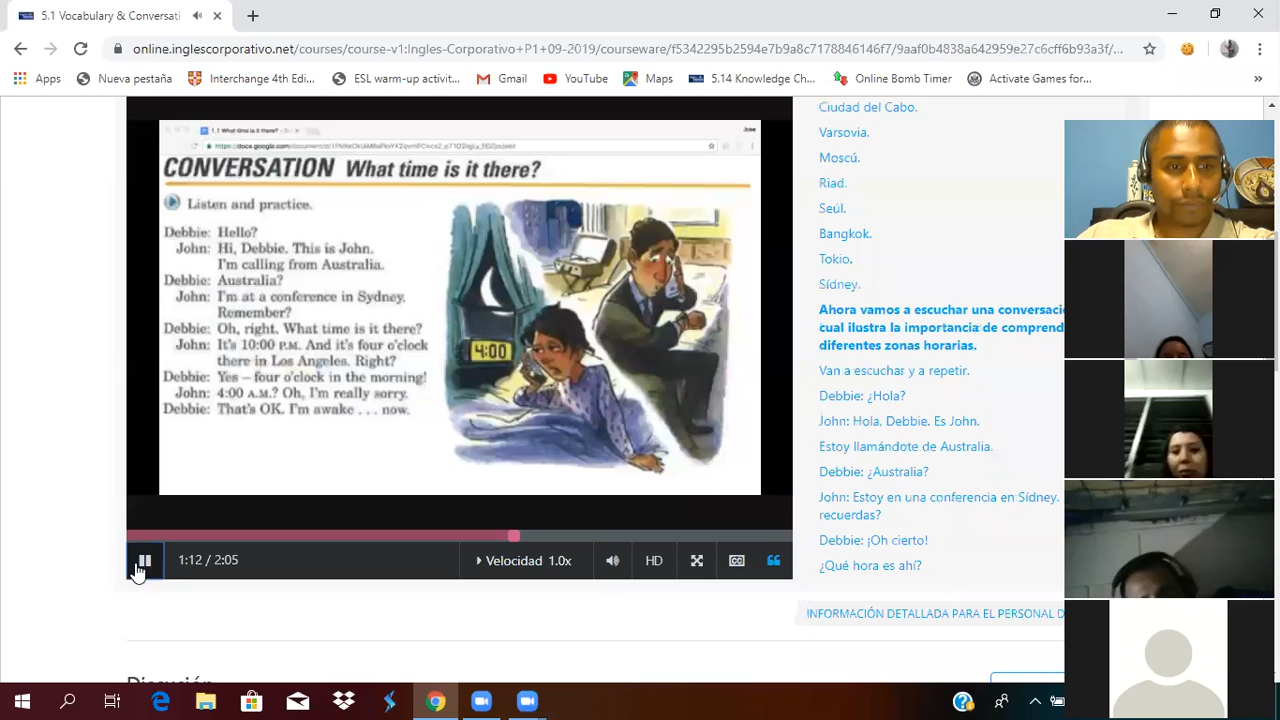 5.1 Vocabulary & Conversati
online.inglescorporativo.net/courses/course-v1:Ingles-Corporativo+P1+09-2019/courseware/f5342295b2594e7b9a8c7178846146f7/9aaf0b4838a642959e27c6cff6b93a3f/...
Apps
Nueva pestaña
Interchange 4th Edi...
ESL warm-up activit...
Gmail
YouTube
Maps
5.14 Knowledge Ch...
Online Bomb Timer
Activate Games for...
»
1.1 What time is it there?
CONVERSATION What time is it there?
Listen and practice.
Debbie: Hello?
John: Hi, Debbie. This is John.
I'm calling from Australia.
Debbie: Australia?
John: I'm at a conference in Sydney.
Remember?
Debbie: Oh, right. What time is it there?
John: It's 10:00 P.M. And it's four o'clock
there in Los Angeles. Right?
Debbie: Yes – four o'clock in the morning!
John: 4:00 A.M.? Oh, I'm really sorry.
Debbie: That's OK. I'm awake . . . now.
4:00
1:12 / 2:05
Velocidad 1.0x
HD
Ciudad del Cabo.
Varsovia.
Moscú.
Riad.
Seúl.
Bangkok.
Tokio.
Sídney.
Ahora vamos a escuchar una conversació
cual ilustra la importancia de comprend
diferentes zonas horarias.
Van a escuchar y a repetir.
Debbie: ¿Hola?
John: Hola, Debbie. Es John.
Estoy llamándote de Australia.
Debbie: ¿Australia?
John: Estoy en una conferencia en Sídney.
recuerdas?
Debbie: ¡Oh cierto!
¿Qué hora es ahí?
INFORMACIÓN DETALLADA PARA EL PERSONAL D
Discusión